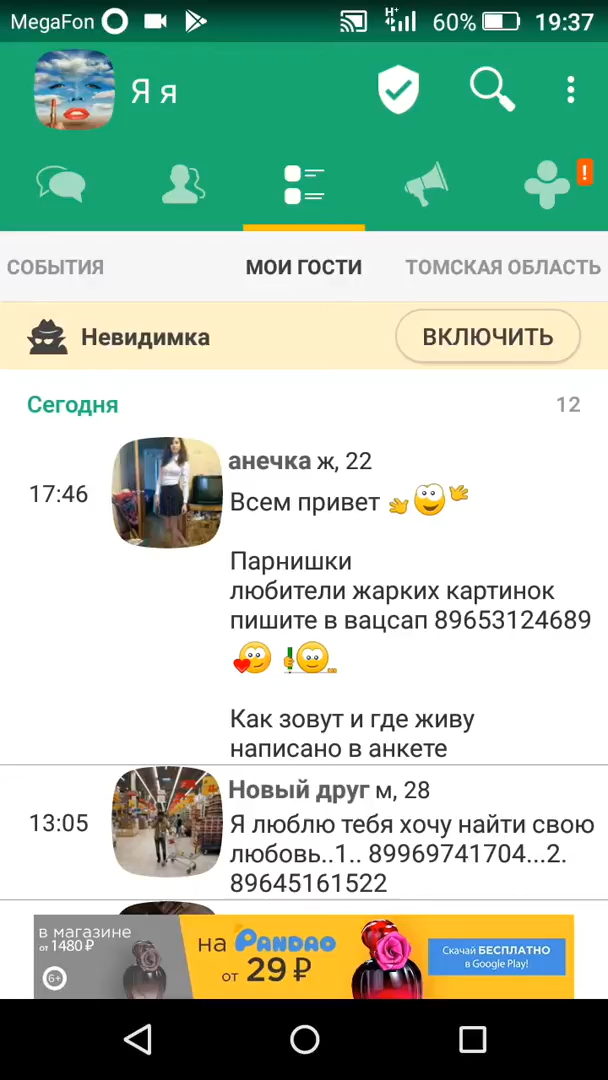 MegaFon
H+
60%
19:37
Я я
!
СОБЫТИЯ
МОИ ГОСТИ
ТОМСКАЯ ОБЛАСТЬ
Невидимка
ВКЛЮЧИТЬ
Сегодня
12
17:46
анечка ж, 22
Всем привет
Парнишки
любители жарких картинок
пишите в вацсап 89653124689
Как зовут и где живу
написано в анкете
13:05
Новый друг м, 28
Я люблю тебя хочу найти свою
любовь..1.. 89969741704...2.
89645161522
в магазине
от 1480 ₽
6+
на PANDAO
от 29 ₽
Скачай БЕСПЛАТНО
в Google Play!